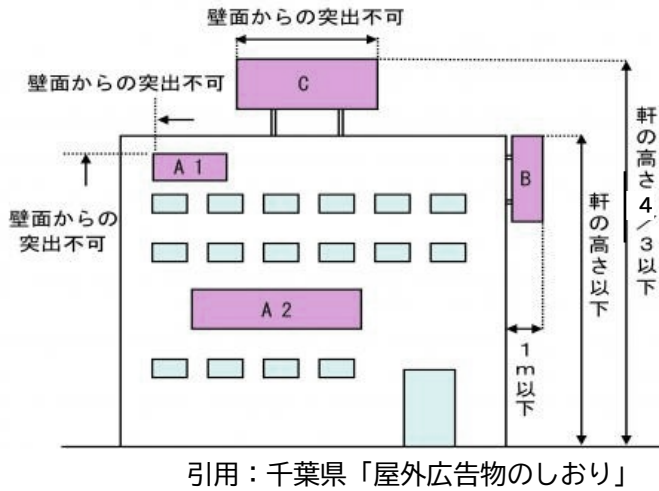 壁面からの突出不可
C
壁面からの突出不可
A1
壁面からの
突出不可
B
軒の高さ4／3以下
軒の高さ以下
A2
1m以下
引用：千葉県「屋外広告物のしおり」